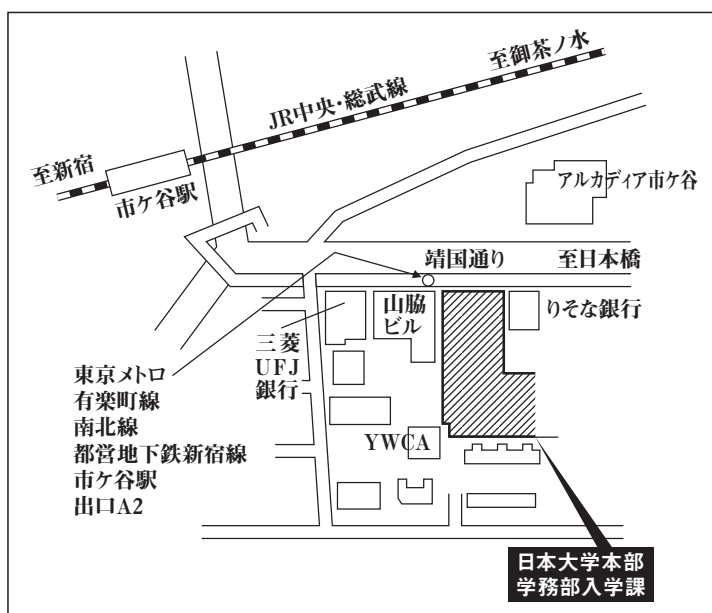 至御茶ノ水
JR中央・総武線
至新宿
市ケ谷駅
アルカディア市ケ谷
靖国通り
至日本橋
山脇
ビル
りそな銀行
三菱
UFJ
銀行
東京メトロ
有楽町線
南北線
都営地下鉄新宿線
市ケ谷駅
出口A2
YWCA
日本大学本部
学務部入学課